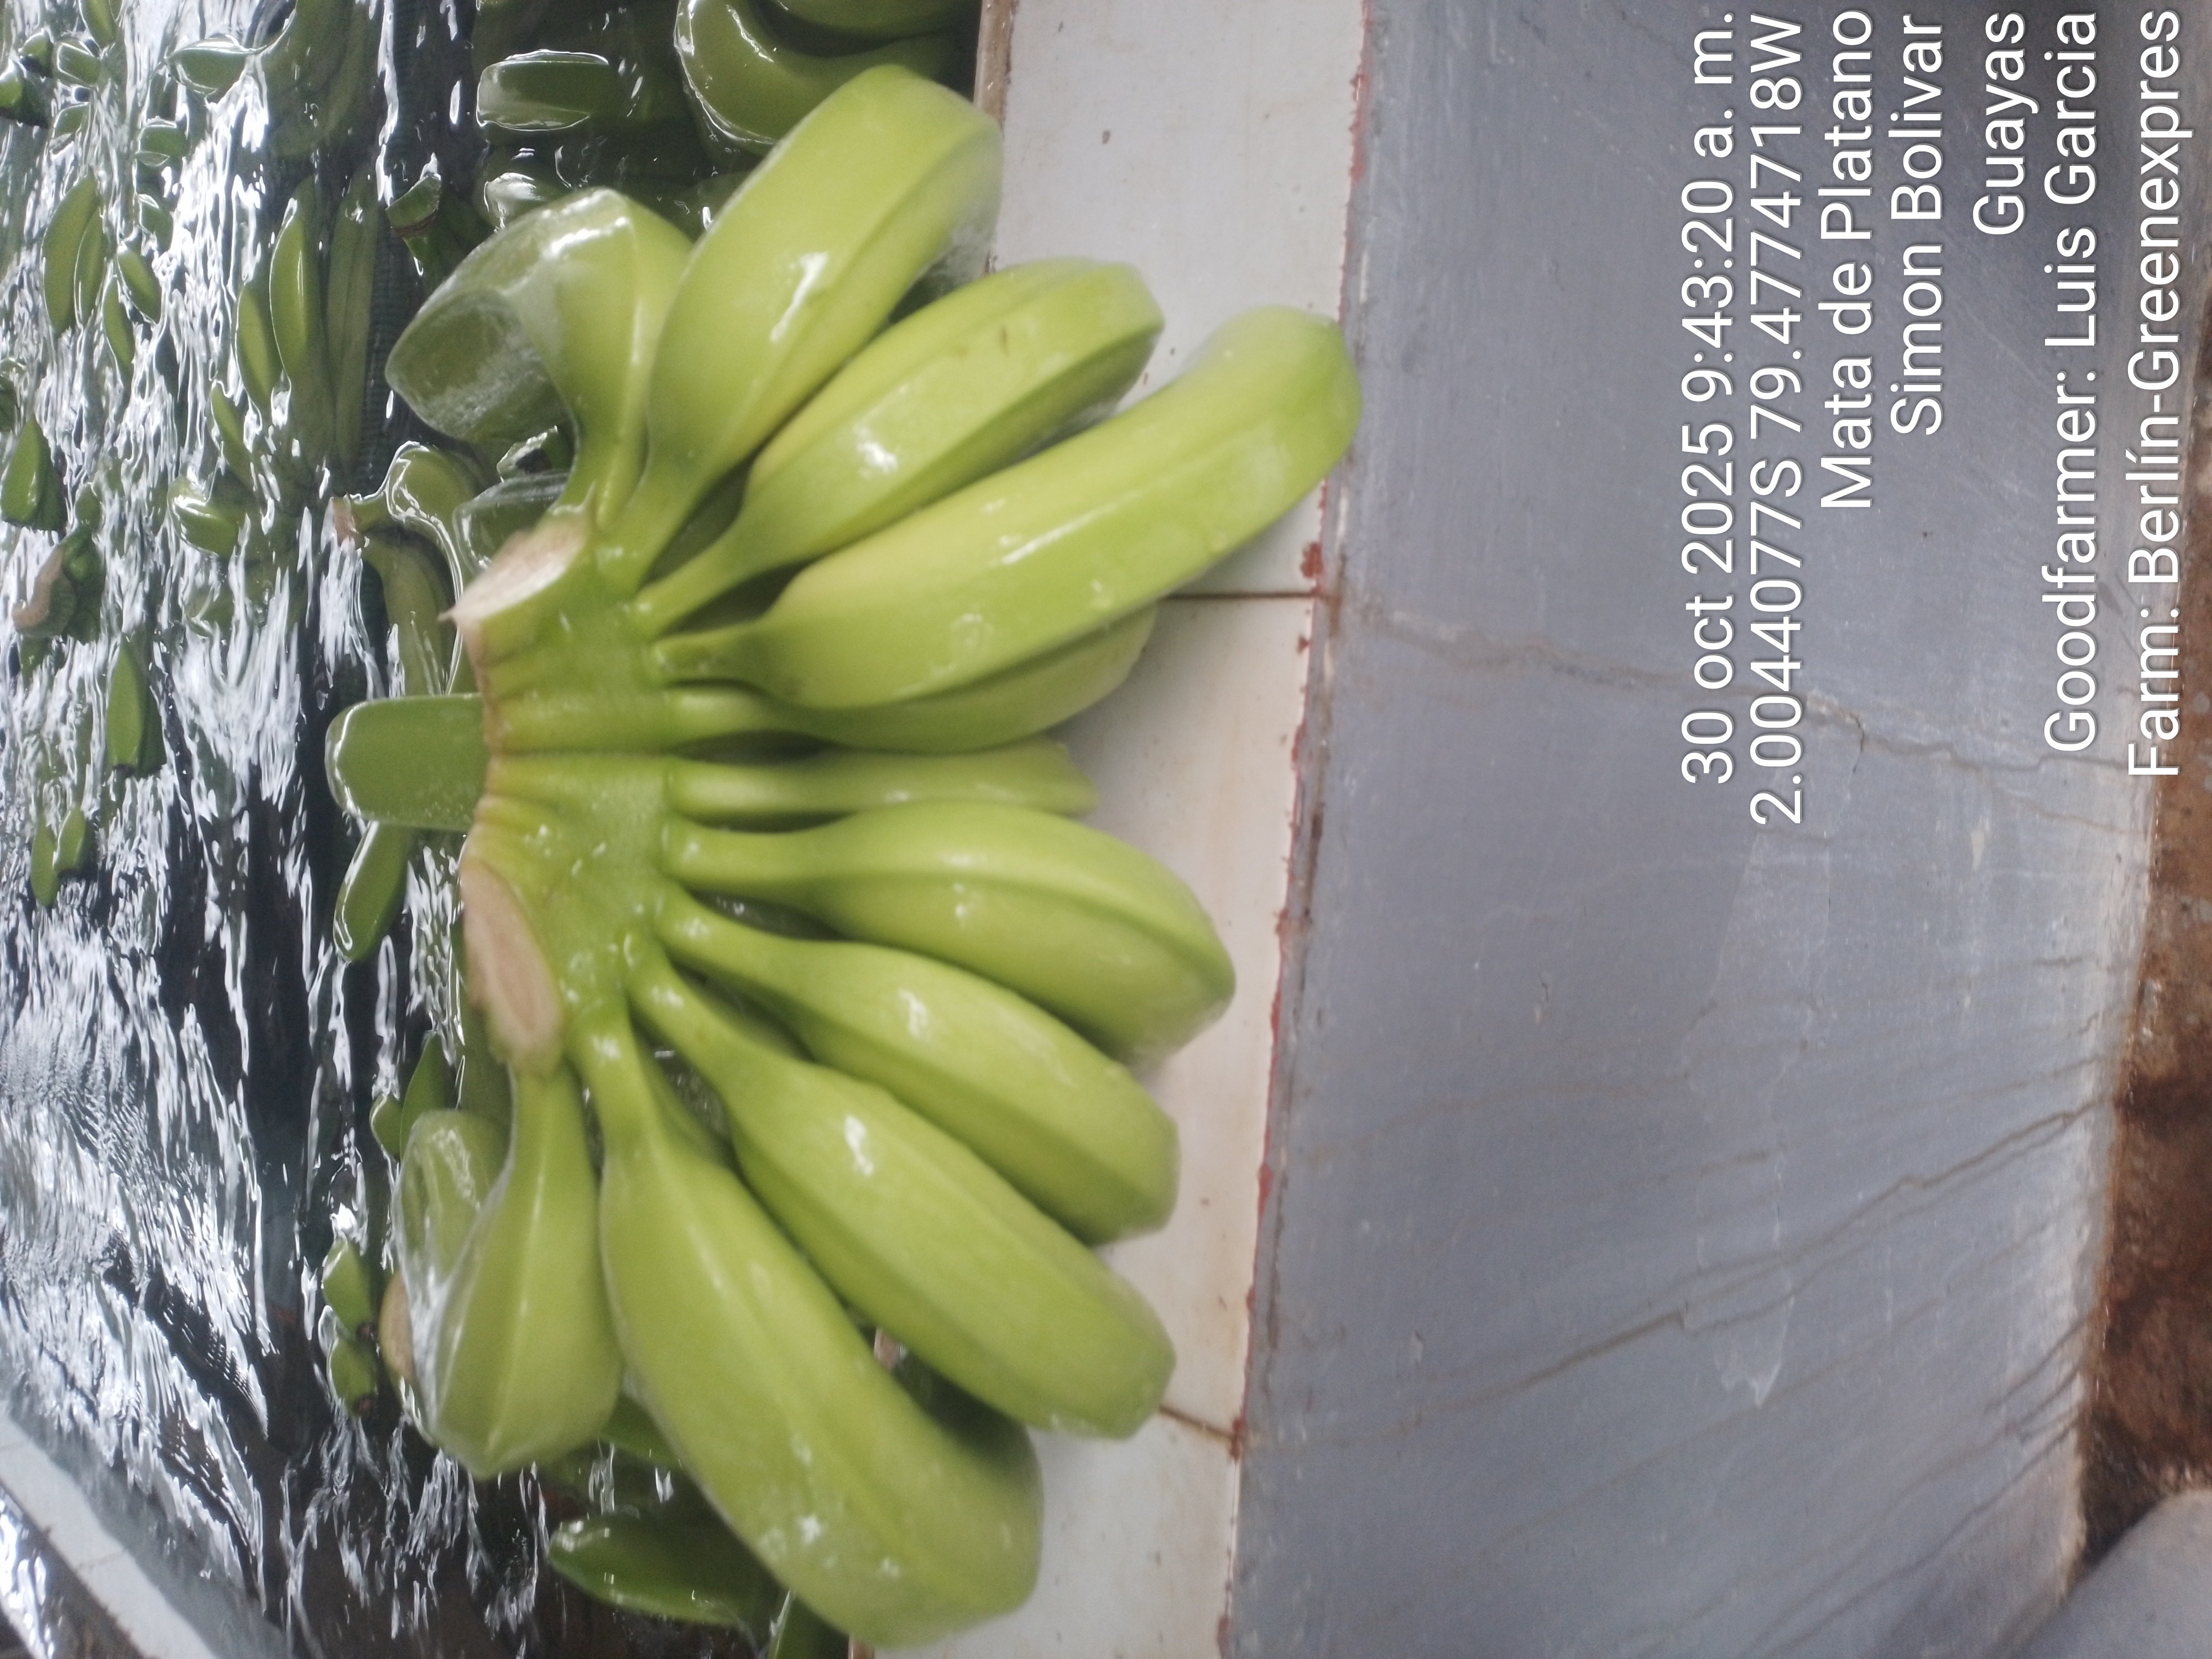 30 oct 2025 9:43:20 a. m.
2.0044077S 79.4774718W
Mata de Platano
Simon Bolivar
Guayas
Goodfarmer: Luis Garcia
Farm: Berlín-Greenexpres